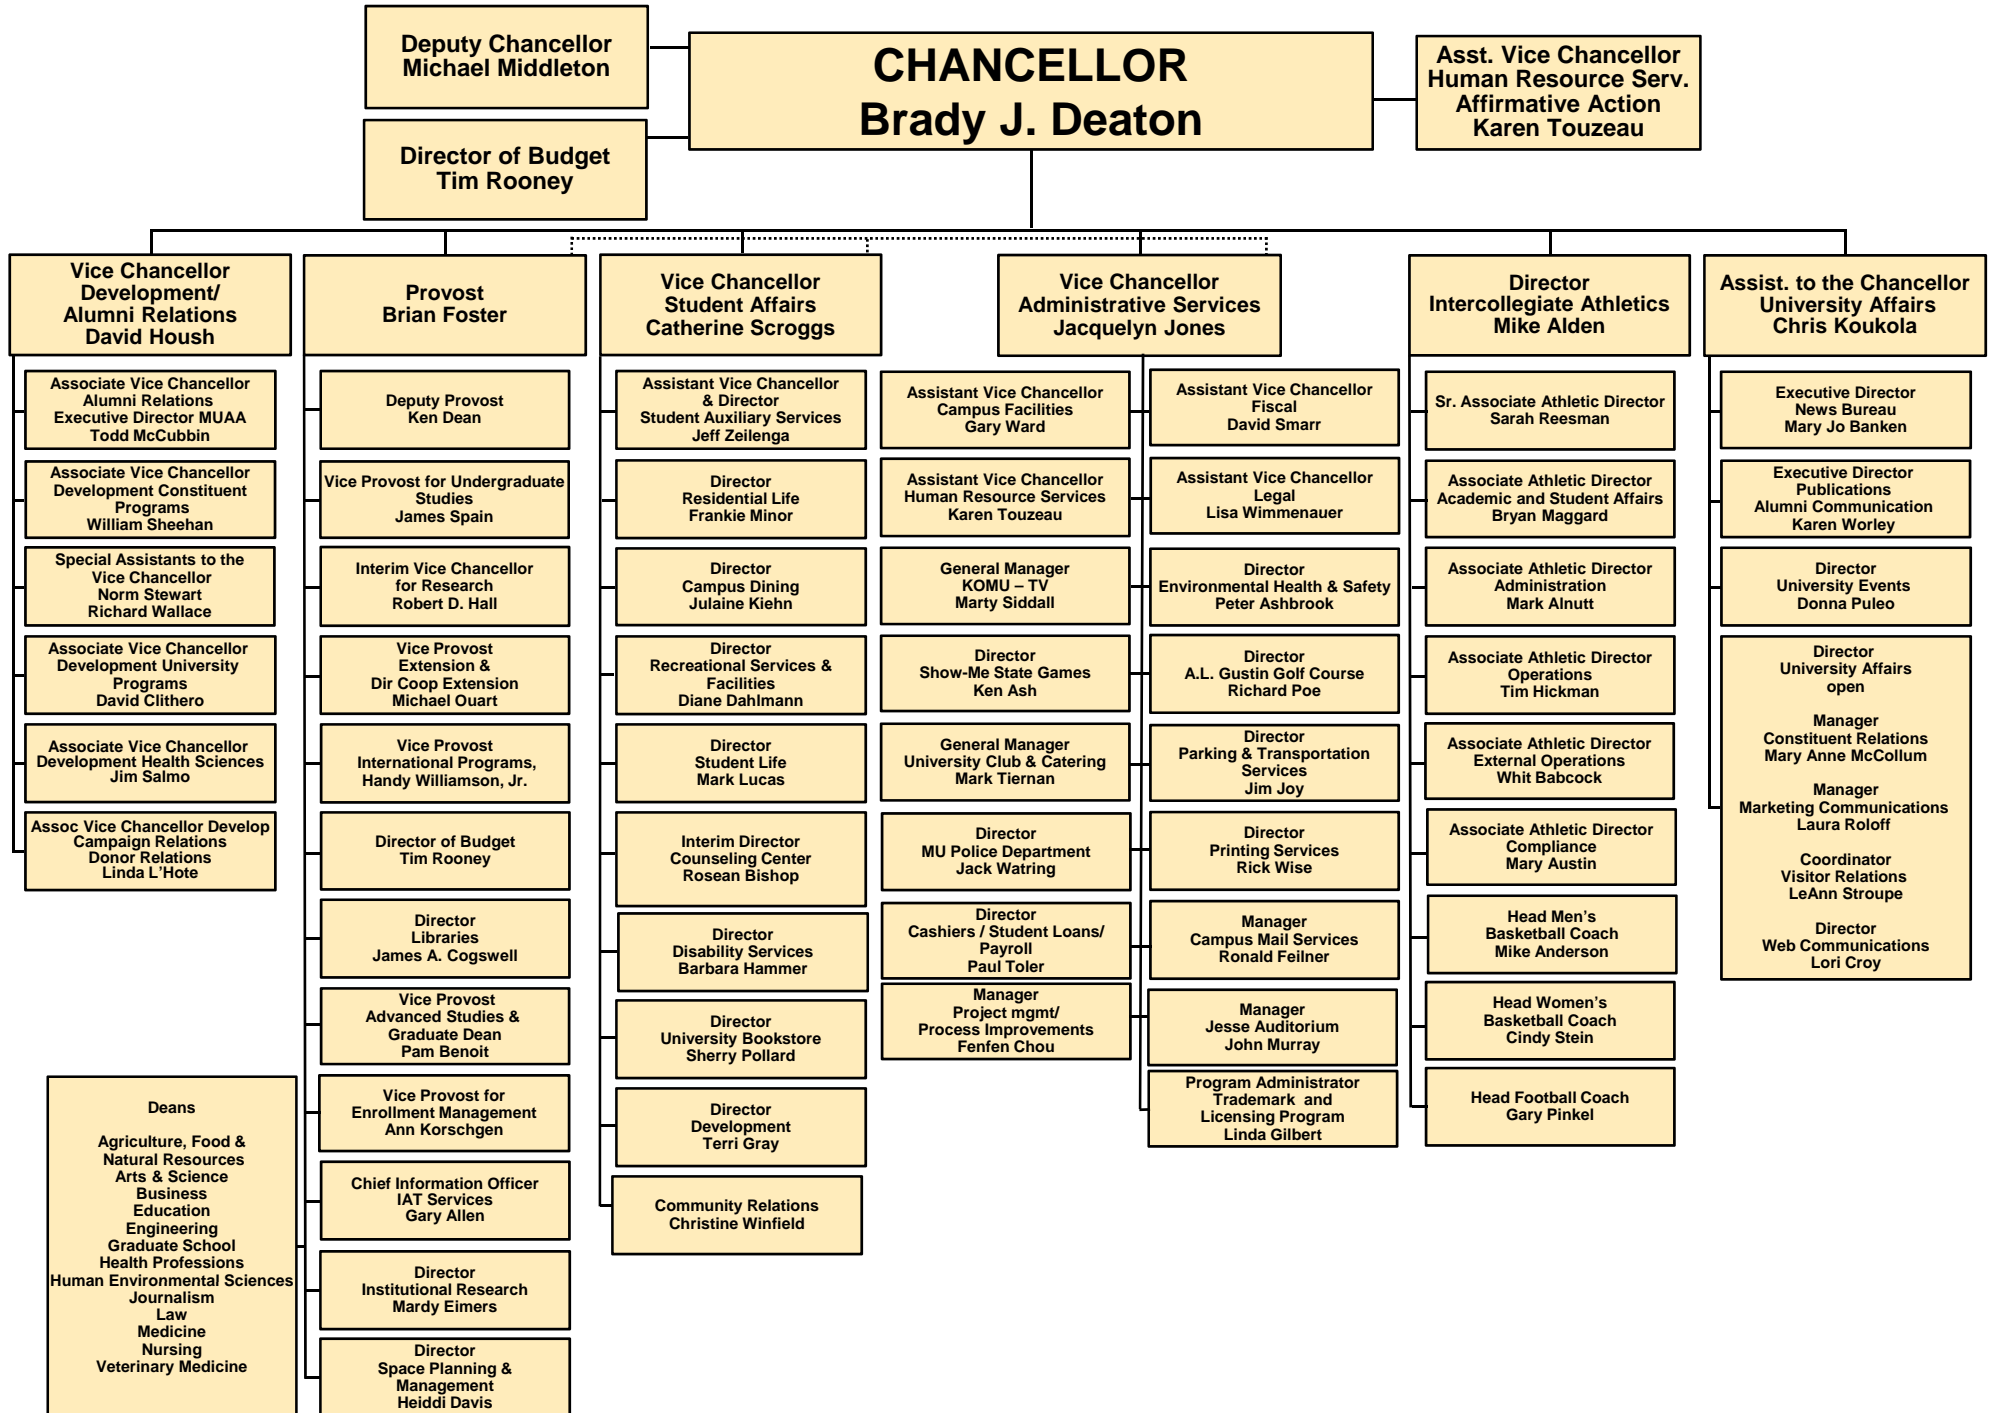 Deputy Chancellor
Michael Middleton
CHANCELLOR
Brady J. Deaton
Asst. Vice Chancellor
Human Resource Serv.
Affirmative Action
Karen Touzeau
Director of Budget
Tim Rooney
Vice Chancellor
Development/
Alumni Relations
David Housh
Associate Vice Chancellor
Alumni Relations
Executive Director MUAA
Todd McCubbin
Associate Vice Chancellor
Development Constituent
Programs
William Sheehan
Special Assistants to the
Vice Chancellor
Norm Stewart
Richard Wallace
Associate Vice Chancellor
Development University
Programs
David Clithero
Associate Vice Chancellor
Development Health Sciences
Jim Salmo
Assoc Vice Chancellor Develop
Campaign Relations
Donor Relations
Linda L'Hote
Provost
Brian Foster
Deputy Provost
Ken Dean
Vice Provost for Undergraduate
Studies
James Spain
Interim Vice Chancellor
for Research
Robert D. Hall
Vice Provost
Extension &
Dir Coop Extension
Michael Ouart
Vice Provost
International Programs,
Handy Williamson, Jr.
Director of Budget
Tim Rooney
Director
Libraries
James A. Cogswell
Vice Provost
Advanced Studies &
Graduate Dean
Pam Benoit
Vice Provost for
Enrollment Management
Ann Korschgen
Chief Information Officer
IAT Services
Gary Allen
Director
Institutional Research
Mardy Eimers
Director
Space Planning &
Management
Heiddi Davis
Deans
Agriculture, Food &
Natural Resources
Arts & Science
Business
Education
Engineering
Graduate School
Health Professions
Human Environmental Sciences
Journalism
Law
Medicine
Nursing
Veterinary Medicine
Vice Chancellor
Student Affairs
Catherine Scroggs
Assistant Vice Chancellor
& Director
Student Auxiliary Services
Jeff Zeilenga
Director
Residential Life
Frankie Minor
Director
Campus Dining
Julaine Kiehn
Director
Recreational Services &
Facilities
Diane Dahlmann
Director
Student Life
Mark Lucas
Interim Director
Counseling Center
Rosean Bishop
Director
Disability Services
Barbara Hammer
Director
University Bookstore
Sherry Pollard
Director
Development
Terri Gray
Community Relations
Christine Winfield
Vice Chancellor
Administrative Services
Jacquelyn Jones
Assistant Vice Chancellor
Campus Facilities
Gary Ward
Assistant Vice Chancellor
Human Resource Services
Karen Touzeau
General Manager
KOMU – TV
Marty Siddall
Director
Show-Me State Games
Ken Ash
General Manager
University Club & Catering
Mark Tiernan
Director
MU Police Department
Jack Watring
Director
Cashiers / Student Loans/
Payroll
Paul Toler
Manager
Project mgmt/
Process Improvements
Fenfen Chou
Assistant Vice Chancellor
Fiscal
David Smarr
Assistant Vice Chancellor
Legal
Lisa Wimmenauer
Director
Environmental Health & Safety
Peter Ashbrook
Director
A.L. Gustin Golf Course
Richard Poe
Director
Parking & Transportation
Services
Jim Joy
Director
Printing Services
Rick Wise
Manager
Campus Mail Services
Ronald Feilner
Manager
Jesse Auditorium
John Murray
Program Administrator
Trademark and
Licensing Program
Linda Gilbert
Director
Intercollegiate Athletics
Mike Alden
Sr. Associate Athletic Director
Sarah Reesman
Associate Athletic Director
Academic and Student Affairs
Bryan Maggard
Associate Athletic Director
Administration
Mark Alnutt
Associate Athletic Director
Operations
Tim Hickman
Associate Athletic Director
External Operations
Whit Babcock
Associate Athletic Director
Compliance
Mary Austin
Head Men's
Basketball Coach
Mike Anderson
Head Women's
Basketball Coach
Cindy Stein
Head Football Coach
Gary Pinkel
Assist. to the Chancellor
University Affairs
Chris Koukola
Executive Director
News Bureau
Mary Jo Banken
Executive Director
Publications
Alumni Communication
Karen Worley
Director
University Events
Donna Puleo
Director
University Affairs
open
Manager
Constituent Relations
Mary Anne McCollum
Manager
Marketing Communications
Laura Roloff
Coordinator
Visitor Relations
LeAnn Stroupe
Director
Web Communications
Lori Croy